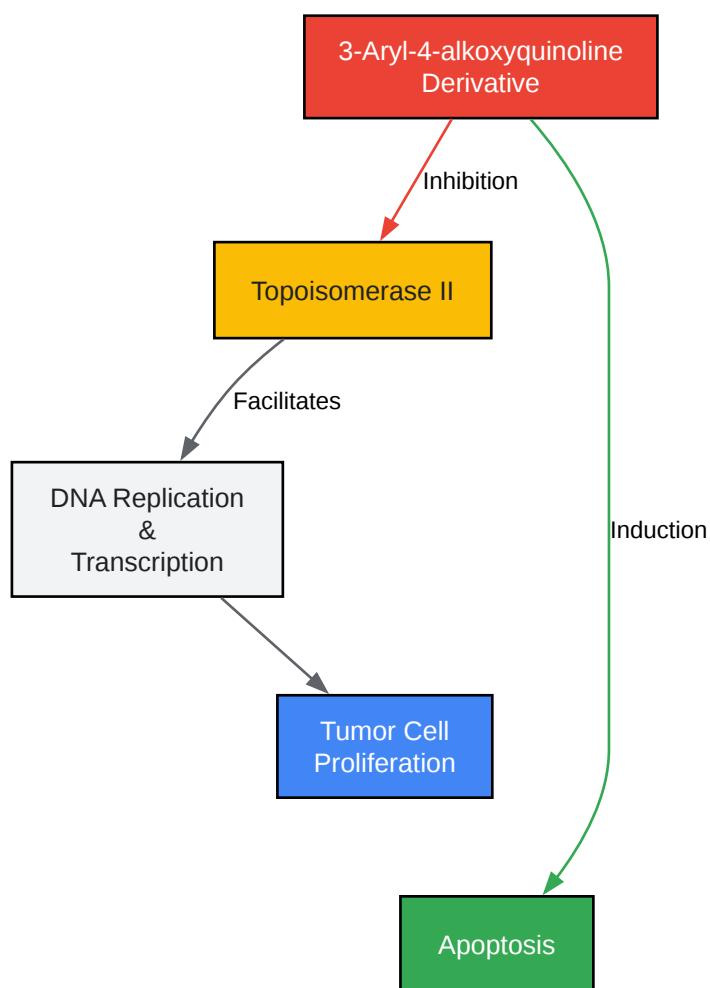 3-Aryl-4-alkoxyquinoline
Derivative
Inhibition
Topoisomerase II
Facilitates
DNA Replication
&
Transcription
Induction
Tumor Cell
Proliferation
Apoptosis